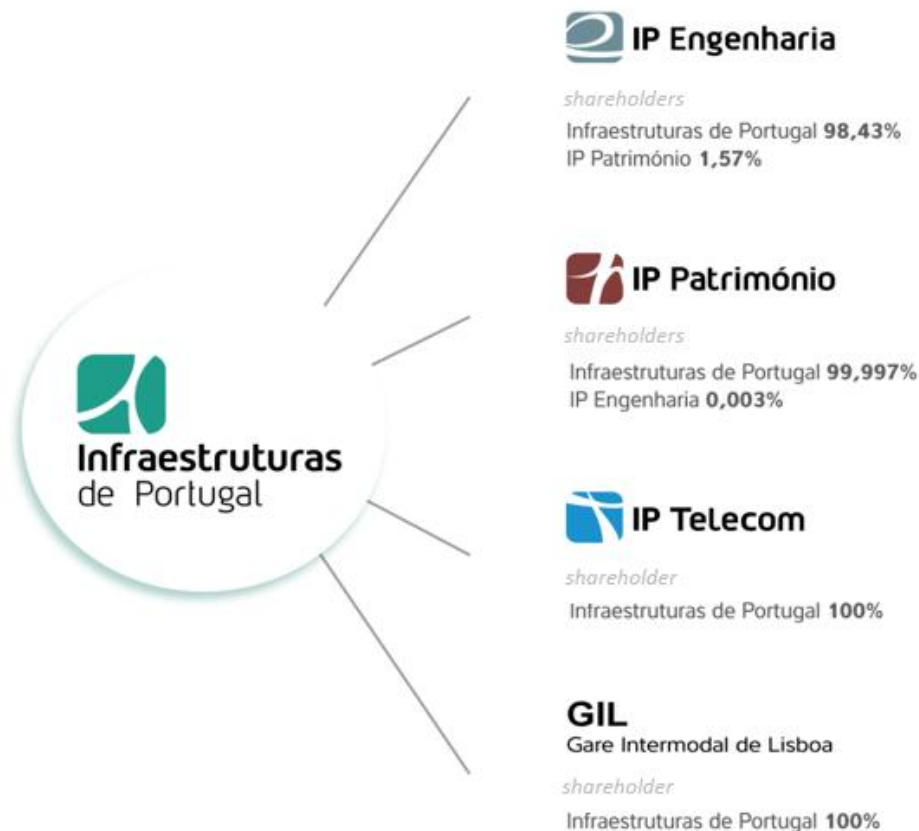 IP Engenharia
shareholders
Infraestruturas de Portugal 98,43%
IP Património 1,57%
IP Património
shareholders
Infraestruturas de Portugal 99,997%
IP Engenharia 0,003%
Infraestruturas
de Portugal
IP Telecom
shareholder
Infraestruturas de Portugal 100%
GIL
Gare Intermodal de Lisboa
shareholder
Infraestruturas de Portugal 100%